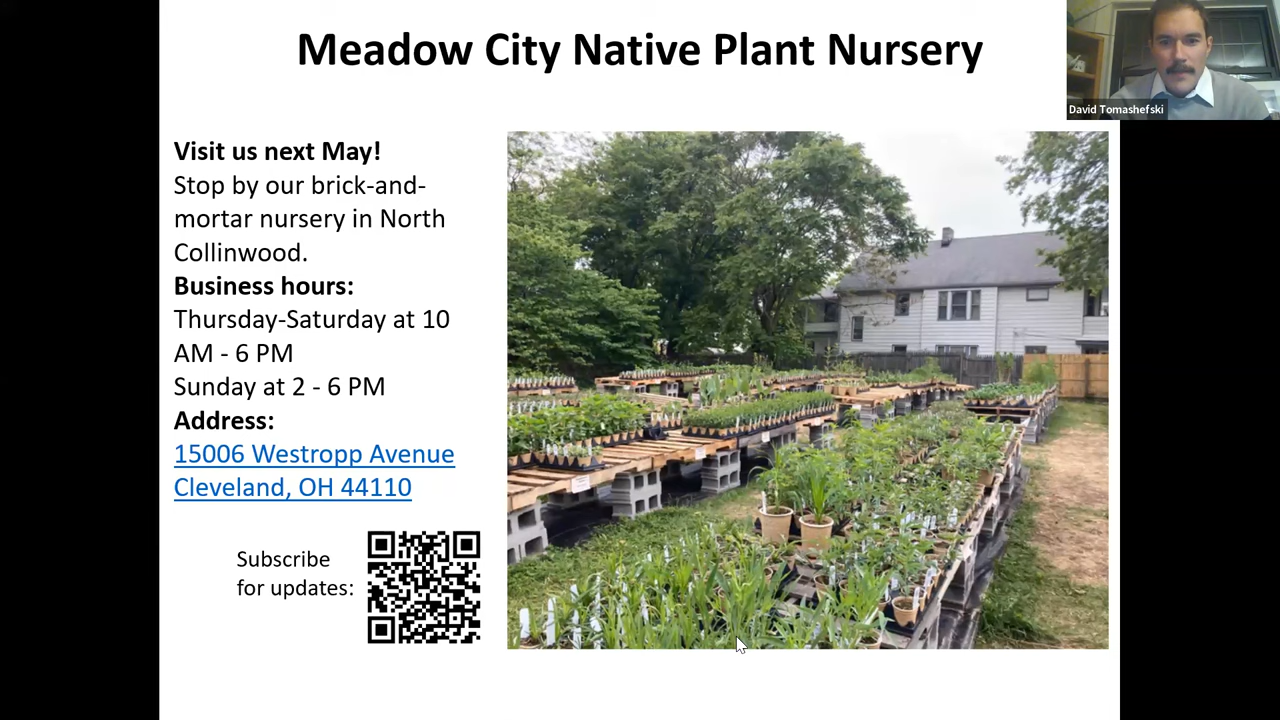 Meadow City Native Plant Nursery
David Tomashefski
Visit us next May!
Stop by our brick-and-
mortar nursery in North
Collinwood.
Business hours:
Thursday-Saturday at 10
AM - 6 PM
Sunday at 2 - 6 PM
Address:
15006 Westropp Avenue
Cleveland, OH 44110
Subscribe
for updates: